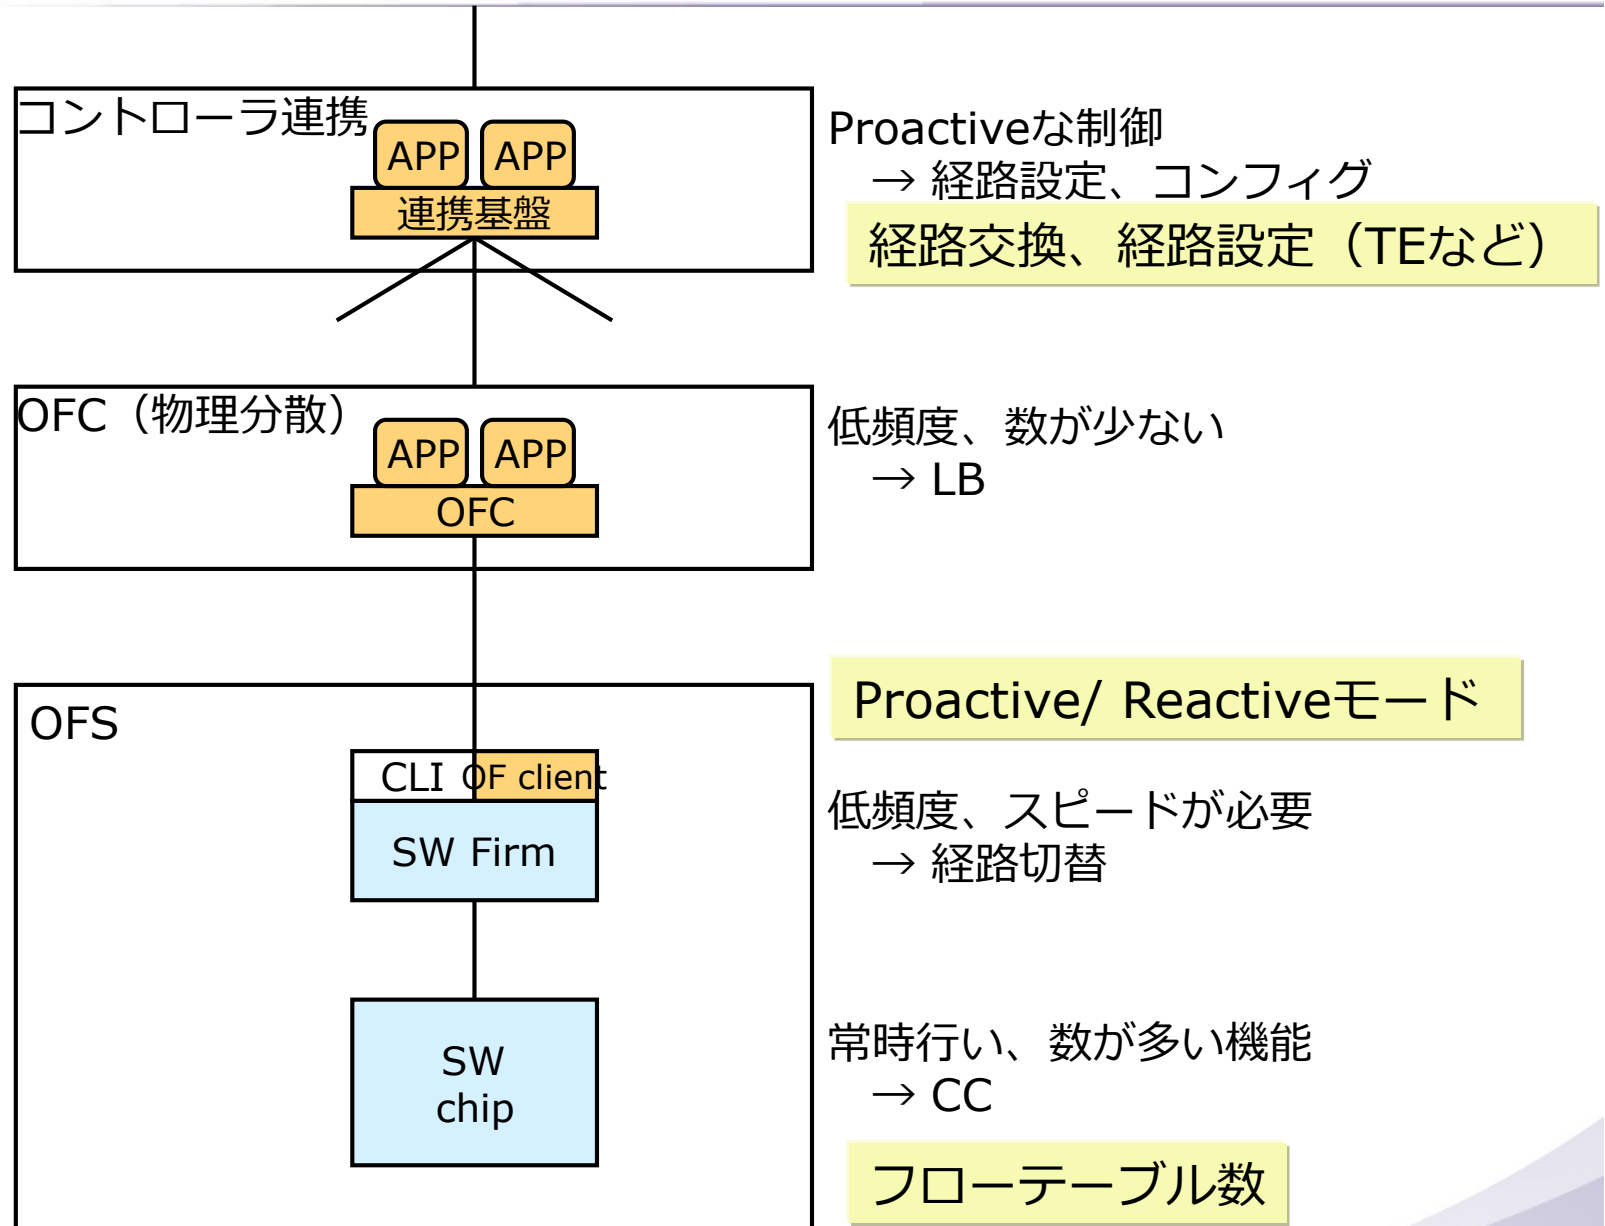 コントローラ連携
APP APP
連携基盤
Proactiveな制御
→ 経路設定、コンフィグ
経路交換、経路設定（TEなど）
OFC（物理分散）
APP APP
OFC
低頻度、数が少ない
→ LB
Proactive/ Reactiveモード
OFS
CLI OF client
SW Firm
低頻度、スピードが必要
→ 経路切替
SW
chip
常時行い、数が多い機能
→ CC
フローテーブル数